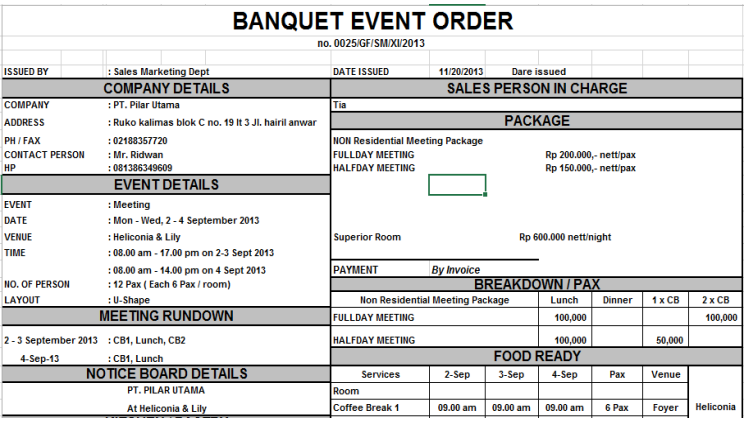 BANQUET EVENT ORDER
no. 0025/GF/SM/XI/2013
ISSUED BY : Sales Marketing Dept DATE ISSUED 11/20/2013 Dare issued
COMPANY DETAILS SALES PERSON IN CHARGE
COMPANY : PT. Pilar Utama Tia
ADDRESS : Ruko kalimas blok C no. 19 lt 3 Jl. hairil anwar PACKAGE
PH / FAX : 02188357720 NON Residential Meeting Package
CONTACT PERSON : Mr. Ridwan FULLDAY MEETING Rp 200.000,- nett/pax
HP : 081386349609 HALFDAY MEETING Rp 150.000,- nett/pax
EVENT DETAILS
EVENT : Meeting
DATE : Mon - Wed, 2 - 4 September 2013
VENUE : Heliconia & Lily Superior Room Rp 600.000 nett/night
TIME : 08.00 am - 17.00 pm on 2-3 Sept 2013
: 08.00 am - 14.00 pm on 4 Sept 2013 PAYMENT By Invoice
NO. OF PERSON : 12 Pax ( Each 6 Pax / room) BREAKDOWN / PAX
LAYOUT : U-Shape Non Residential Meeting Package Lunch Dinner 1 x CB 2 x CB
MEETING RUNDOWN FULLDAY MEETING 100,000 100,000
2 - 3 September 2013 : CB1, Lunch, CB2 HALFDAY MEETING 100,000 50,000
4-Sep-13 : CB1, Lunch FOOD READY
NOTICE BOARD DETAILS Services 2-Sep 3-Sep 4-Sep Pax Venue
PT. PILAR UTAMA Room
At Heliconia & Lily Coffee Break 1 09.00 am 09.00 am 09.00 am 6 Pax Foyer Heliconia